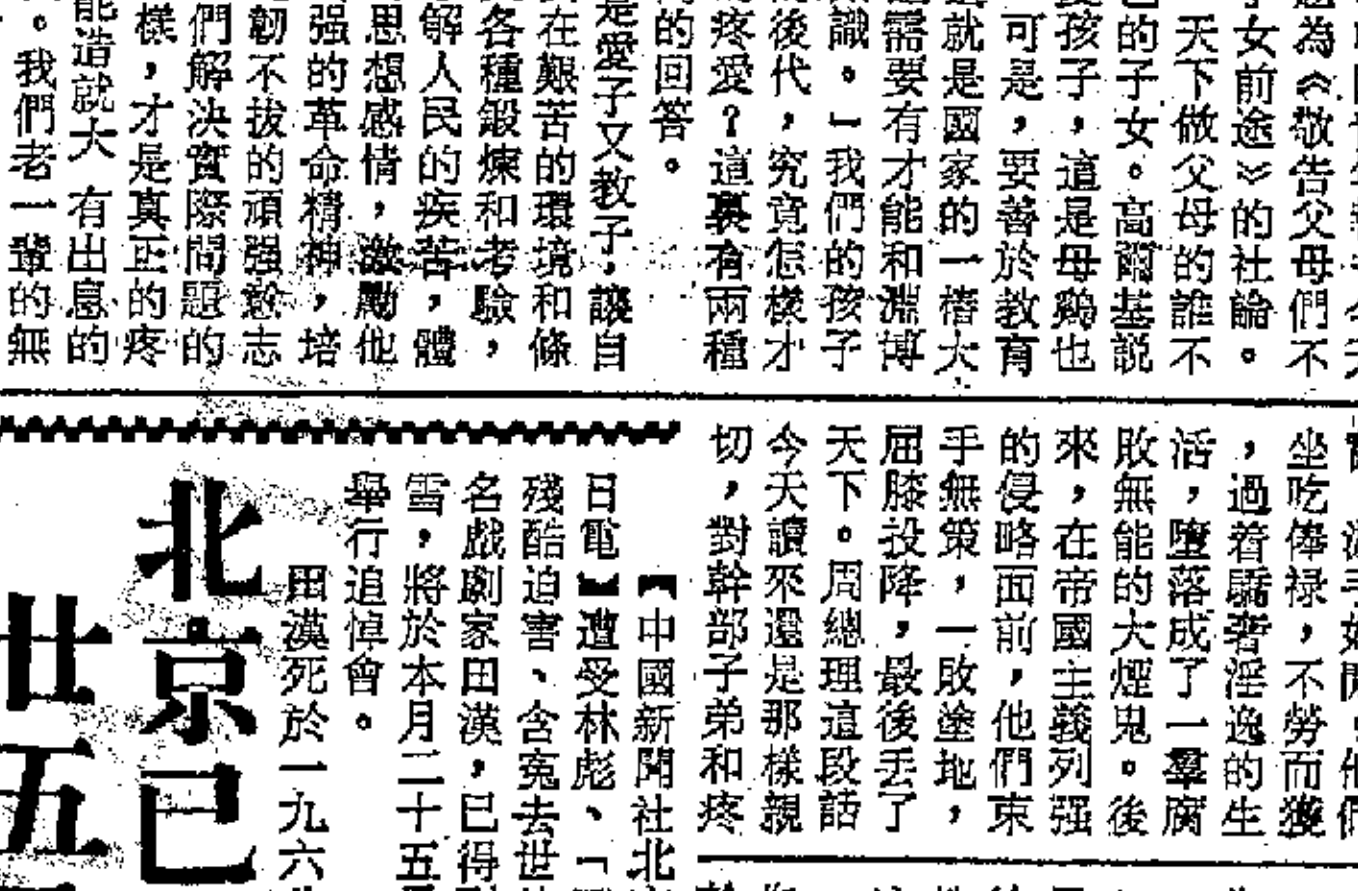 為《敬告父母們不
女前途》的社論。
天下做父母的誰不
的子女。高爾基説
孩子，這是母鷄也
可是，要善於教育
就是國家的一樁大
需要有才能和淵博
識。」我們的孩子
後代，究竟怎樣才
疼愛？這裏有兩種
的回答。
是愛子又教子，讓自
在艱苦的環境和條
各種鍛煉和考驗，
解人民的疾苦，體
思想感情，激勵他
强的革命精神，培
韌不拔的頑强意志
們解決實際問題的
樣，才是真正的疼
能造就大　有出息的
。我們老一輩的無
坐吃俸禄，不勞而獲
，過着驕奢淫逸的生
活，墮落成了一羣腐
敗無能的大煙鬼。後
來，在帝國主義列强
的侵略面前，他們束
手無策，一敗塗地，
屈膝投降，最後丢了
天下。周總理這段話
今天讀來還是那樣親
切，對幹部子弟和疼
【中國新聞社北
日電】遭受林彪、「
殘酷迫害、含寃去世
名戲劇家田漢，已得
雪，將於本月二十五
舉行追悼會。
田漢死於一九六
北京已
廿五